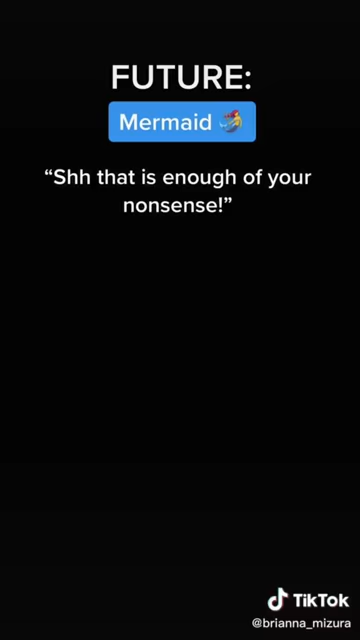 FUTURE:
Mermaid 🧜‍♀️
“Shh that is enough of your
nonsense!”
TikTok
@brianna_mizura